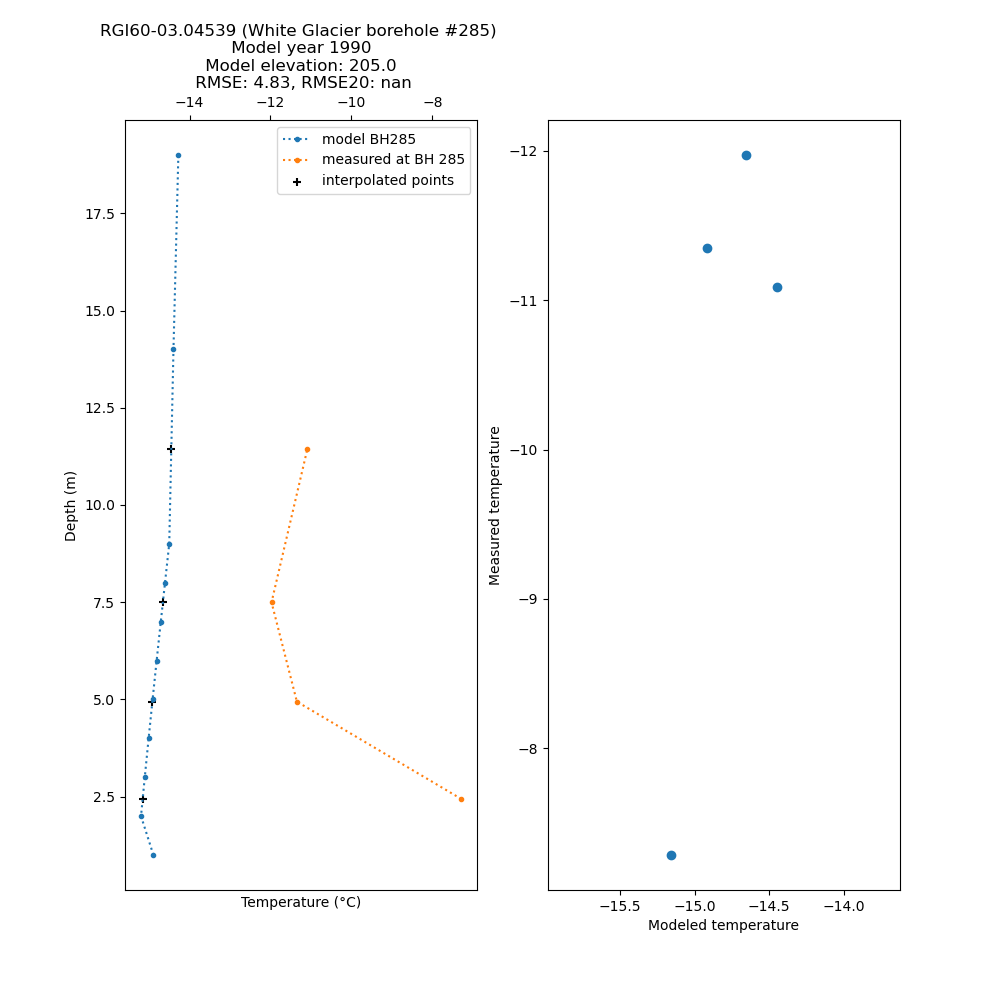 RGI60-03.04539 (White Glacier borehole #285)
Model year 1990
Model elevation: 205.0
RMSE: 4.83, RMSE20: nan
−14 −12 −10 −8
model BH285
measured at BH 285
interpolated points
17.5
15.0
12.5
10.0
7.5
5.0
2.5
Depth (m)
Temperature (°C)
−12
−11
−10
−9
−8
Measured temperature
−15.5 −15.0 −14.5 −14.0
Modeled temperature